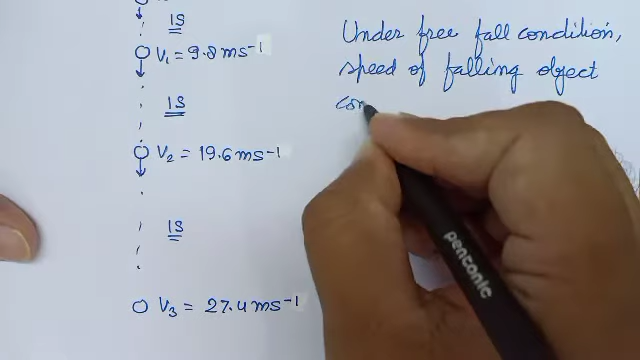 1S
V₁ = 9.8 ms⁻¹
1S
V₂ = 19.6 ms⁻¹
1S
V₃ = 27.4 ms⁻¹
Under free fall condition,
speed of falling object
con
pentonic